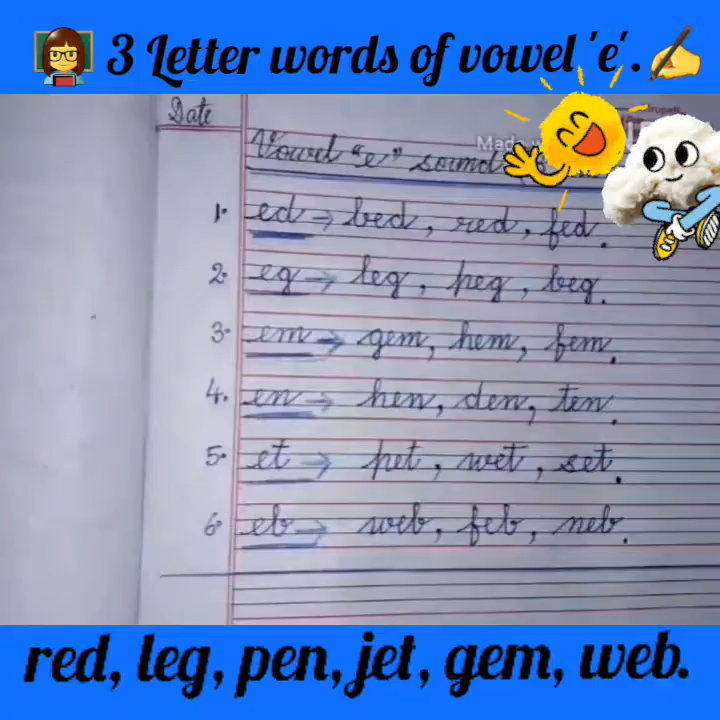 3 Letter words of vowel 'e'.
Date
Vowel "e" sound
1. ed → bed, red, fed.
2. eg → leg, peg, beg.
3. em → gem, hem, fem.
4. en → hen, den, ten.
5. et → pet, wet, set.
6. eb → web, feb, neb.
red, leg, pen, jet, gem, web.